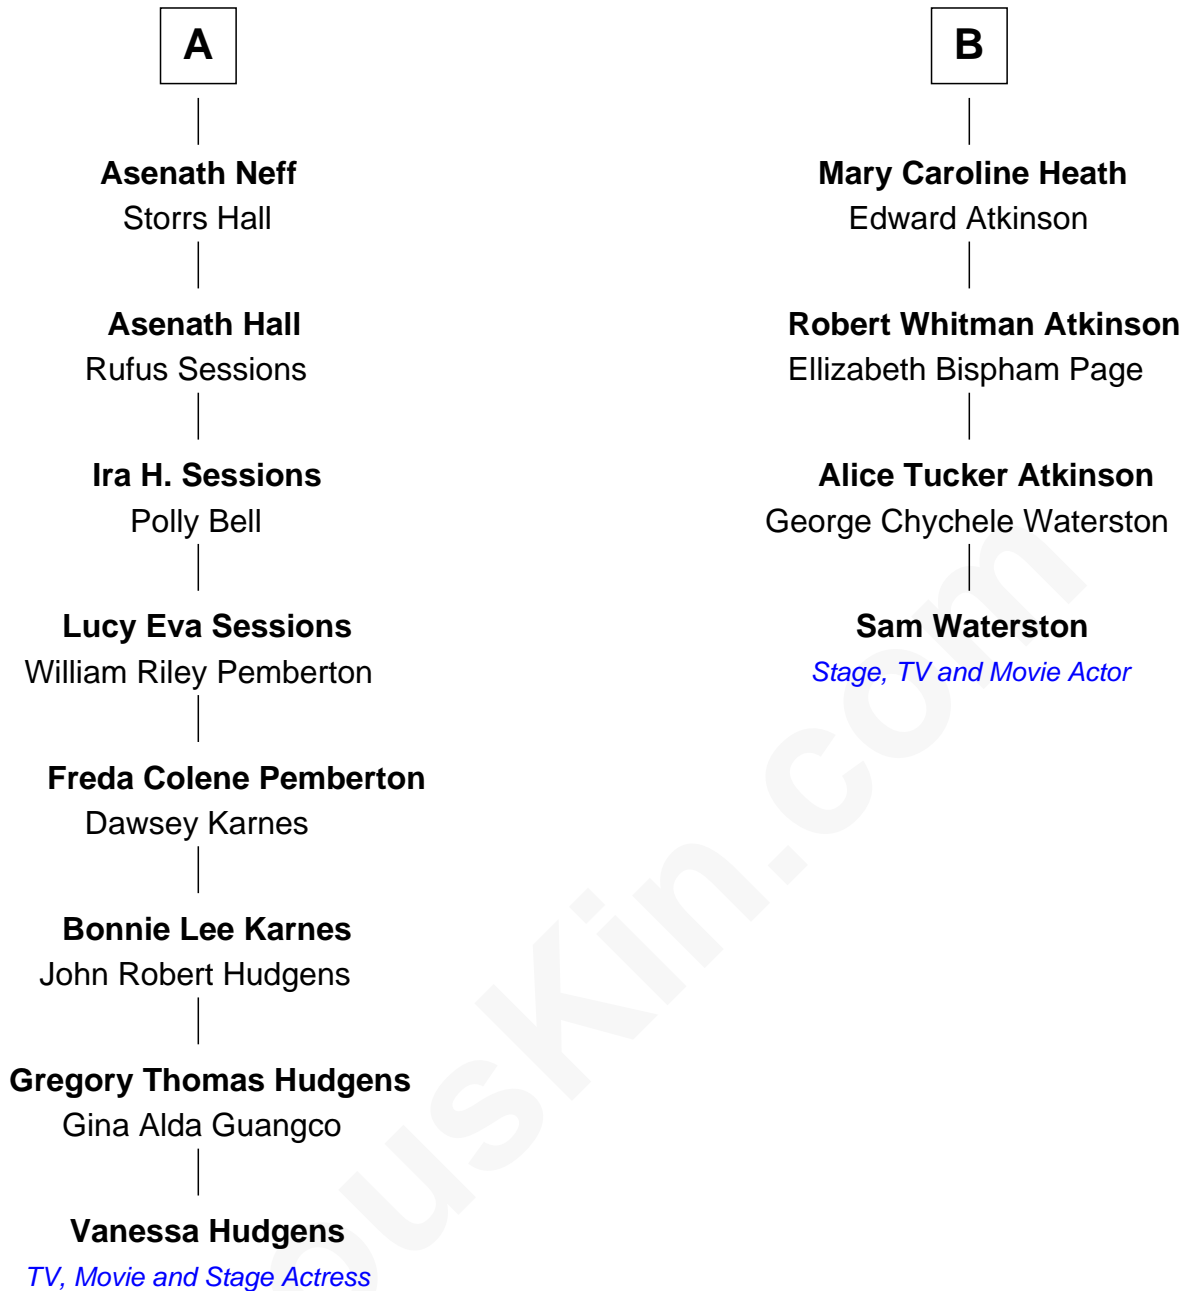 A
Asenath Neff
Storrs Hall
Asenath Hall
Rufus Sessions
Ira H. Sessions
Polly Bell
Lucy Eva Sessions
William Riley Pemberton
Freda Colene Pemberton
Dawsey Karnes
Bonnie Lee Karnes
John Robert Hudgens
Gregory Thomas Hudgens
Gina Alda Guangco
Vanessa Hudgens
TV, Movie and Stage Actress
B
Mary Caroline Heath
Edward Atkinson
Robert Whitman Atkinson
Ellizabeth Bispham Page
Alice Tucker Atkinson
George Chychele Waterston
Sam Waterston
Stage, TV and Movie Actor
ousKin.com